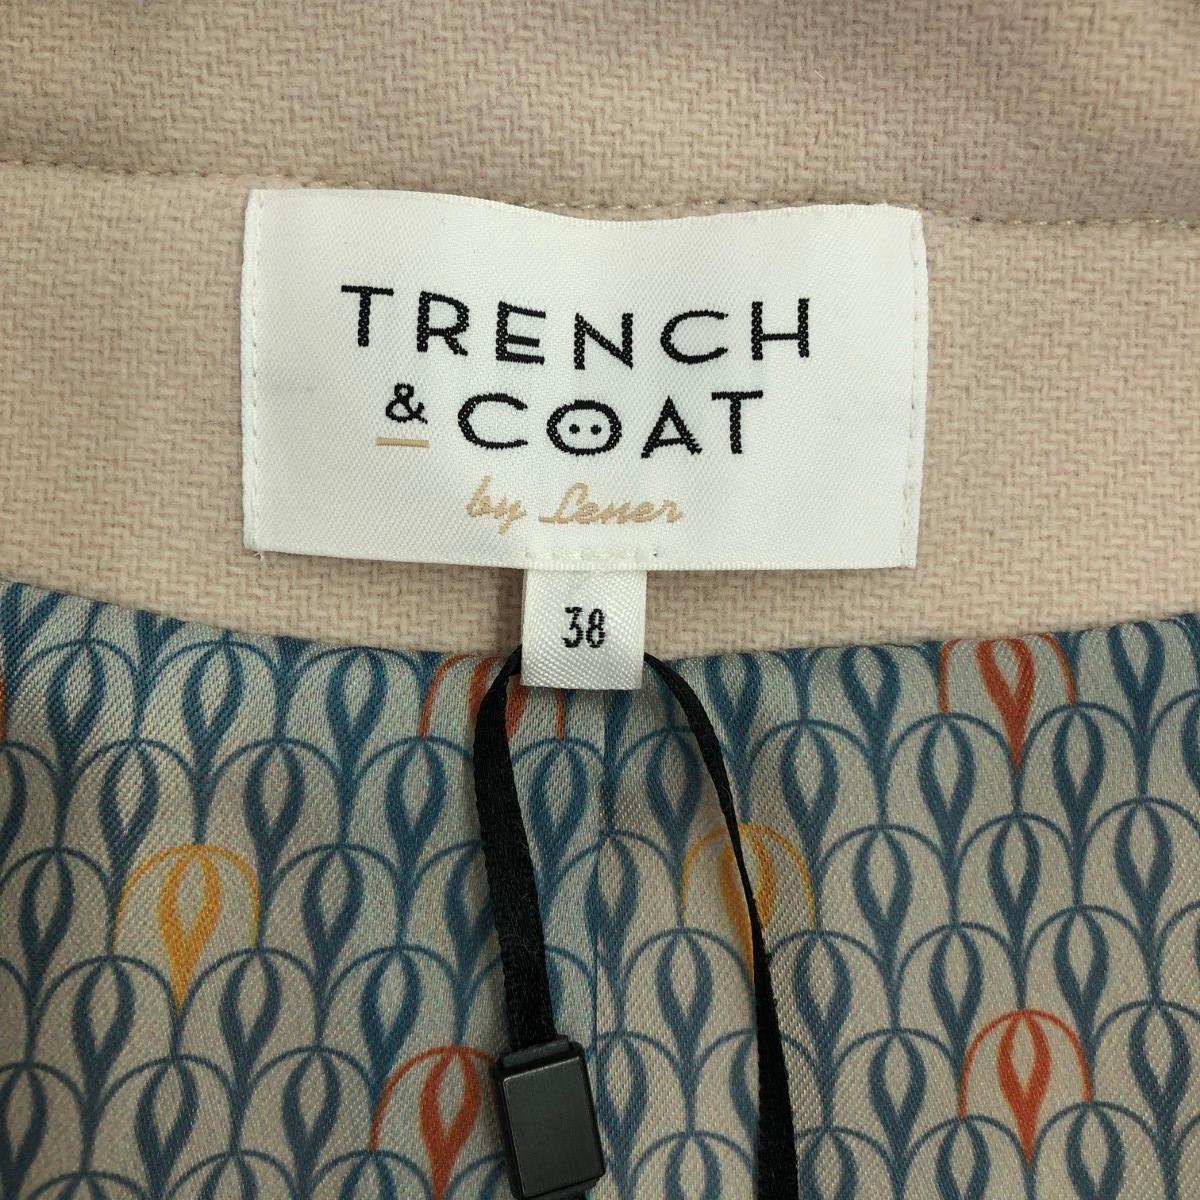 TRENCH
& COAT
by Lener
38